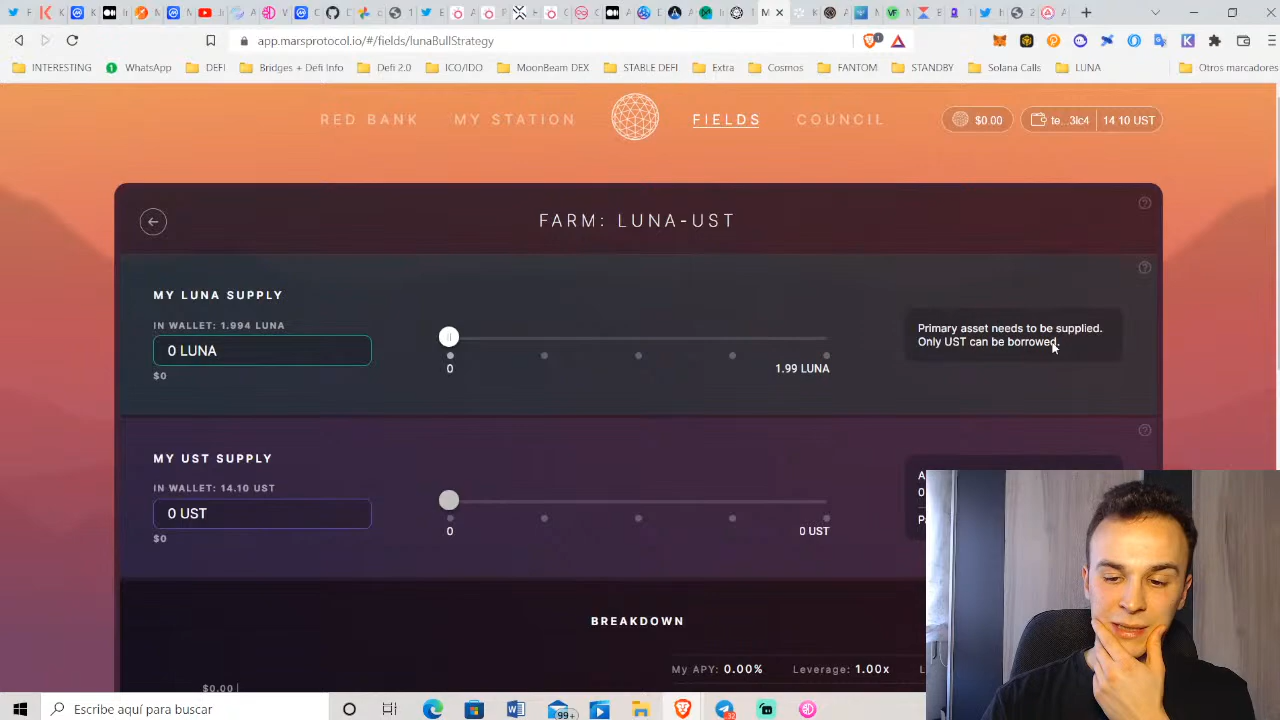 app.marsprotocol.io/#/fields/lunaBullStrategy
1
INTERESTING
WhatsApp
DEFI
Bridges + Defi Info
Defi 2.0
ICO/IDO
MoonBeam DEX
STABLE DEFI
Extra
Cosmos
FANTOM
STANDBY
Solana Calls
LUNA
Otros marcadores
RED BANK
MY STATION
FIELDS
COUNCIL
$0.00
te...3lc4
14.10 UST
FARM: LUNA-UST
MY LUNA SUPPLY
IN WALLET: 1.994 LUNA
0 LUNA
$0
0
1.99 LUNA
Primary asset needs to be supplied.
Only UST can be borrowed.
MY UST SUPPLY
IN WALLET: 14.10 UST
0 UST
$0
0
0 UST
BREAKDOWN
My APY: 0.00%
Leverage: 1.00x
$0.00
Escribe aquí para buscar
99+